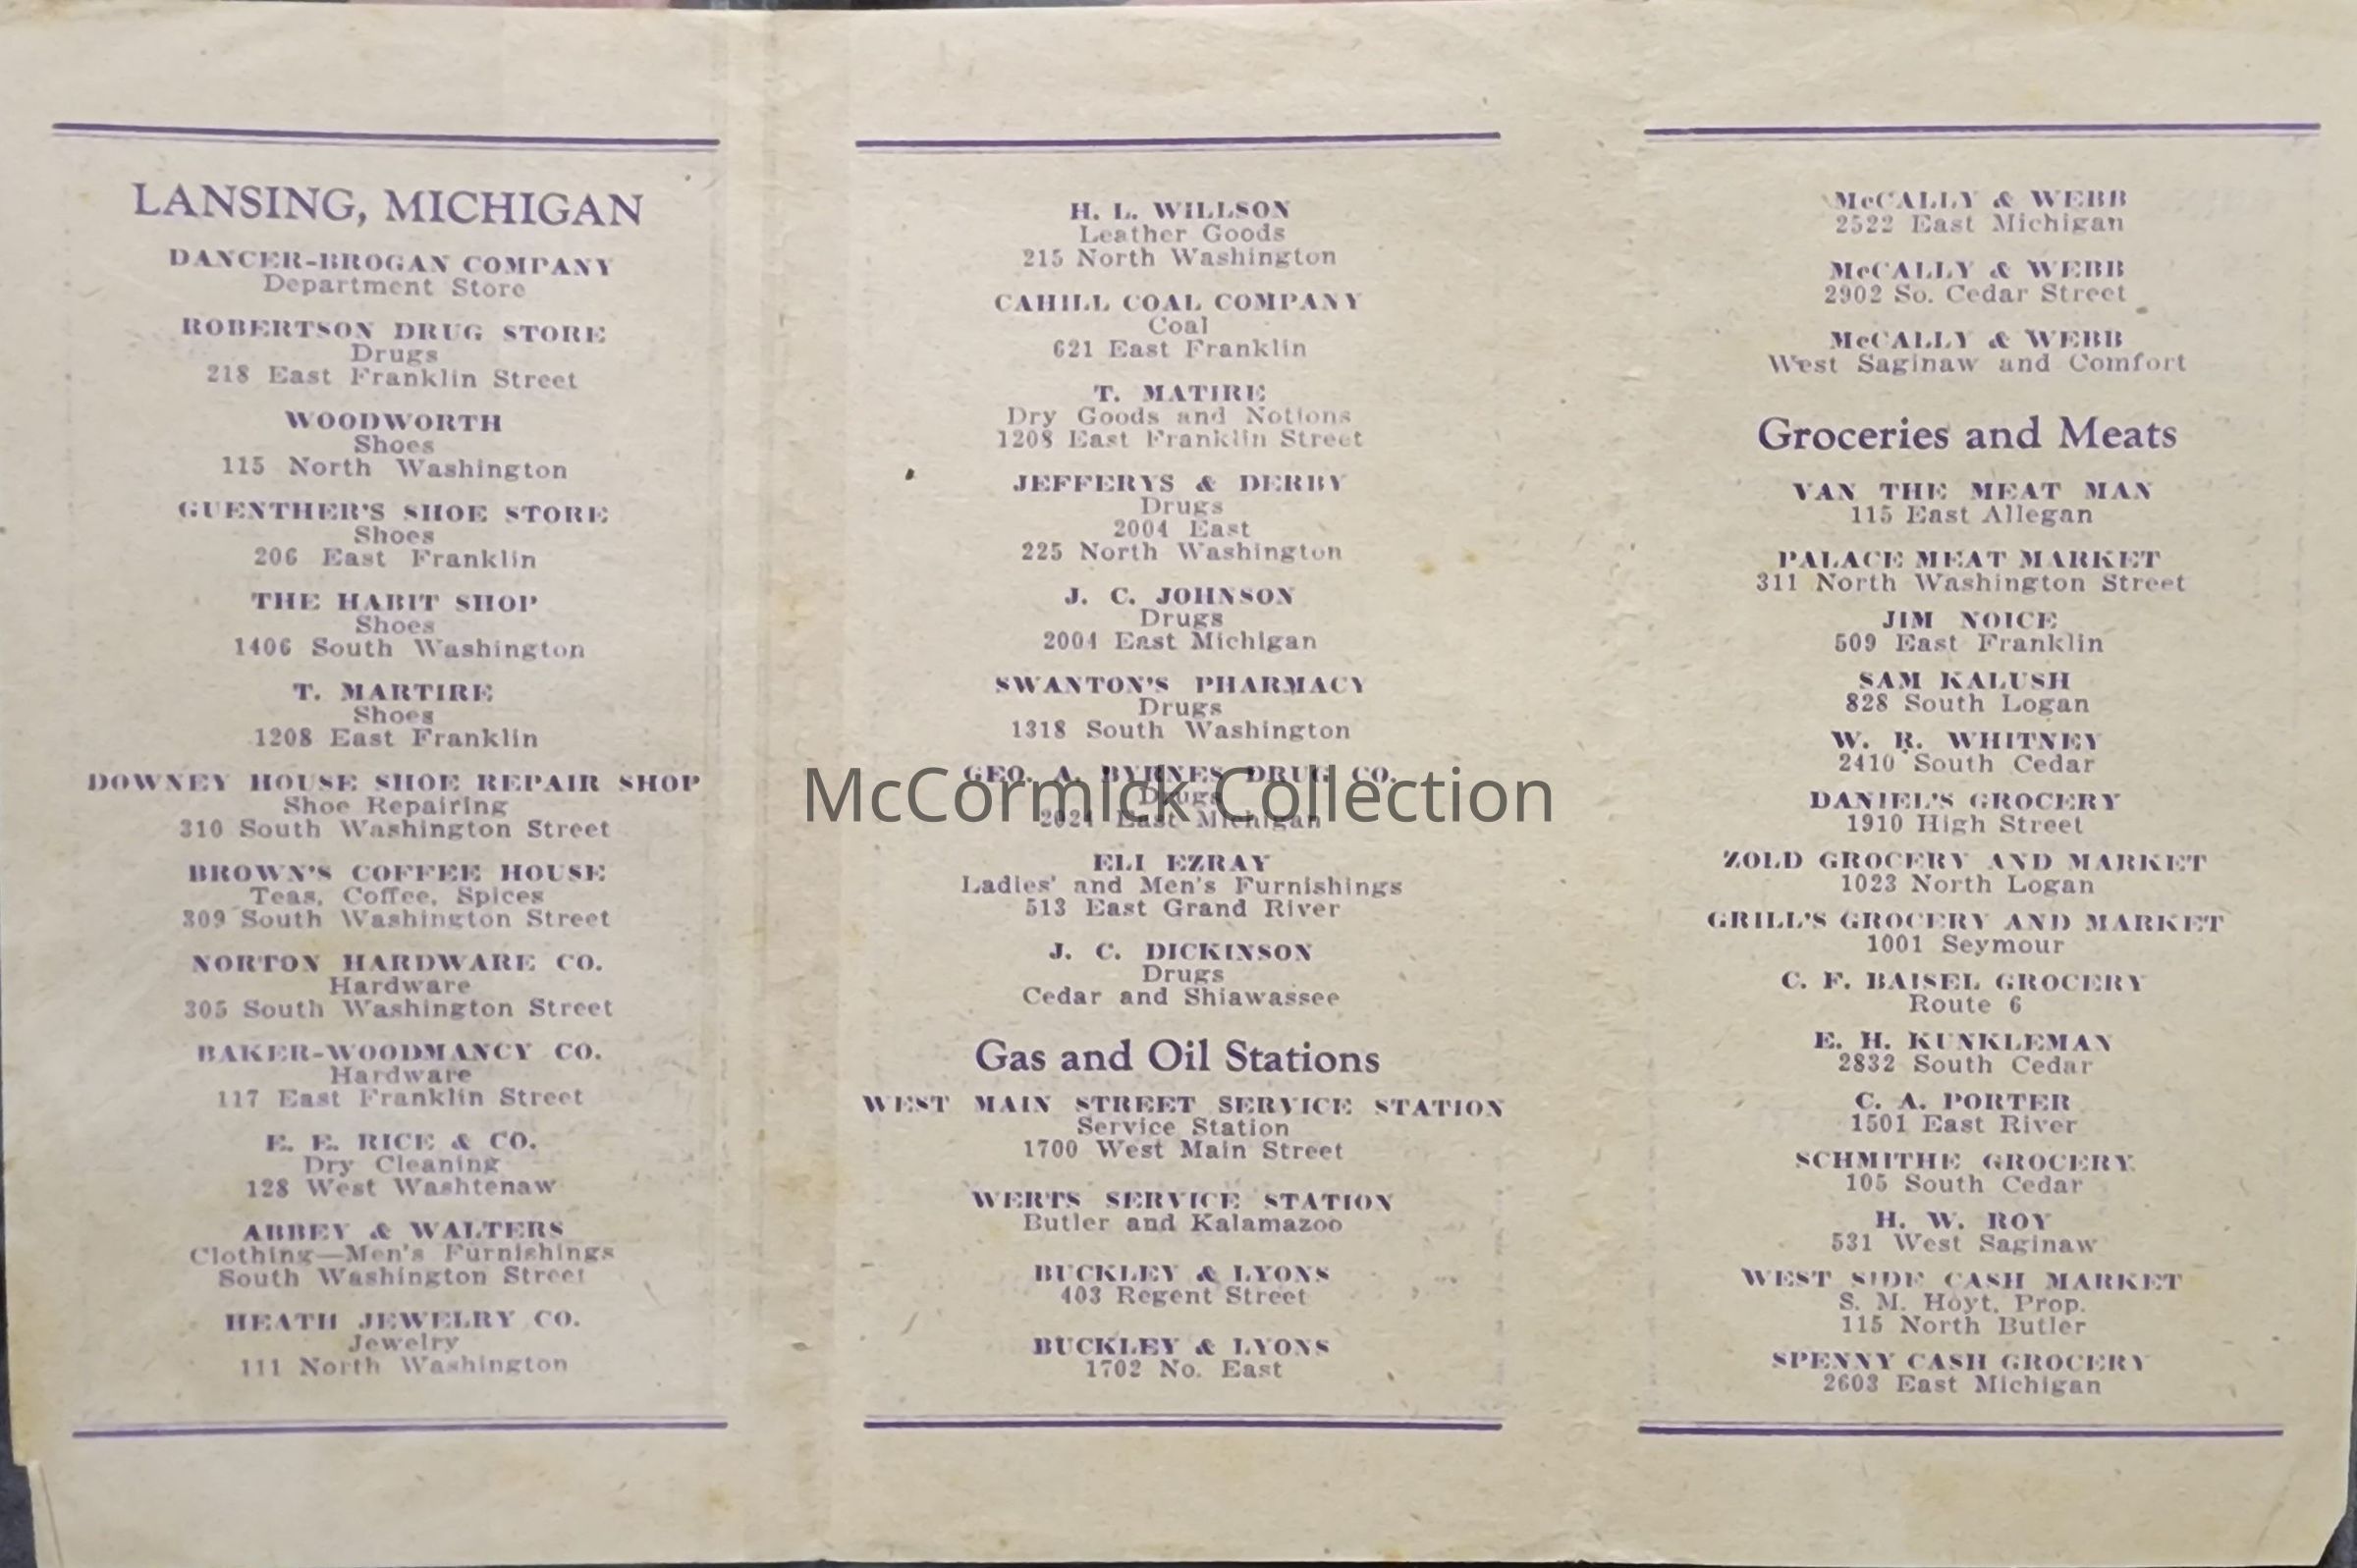 LANSING, MICHIGAN
DANCER-BROGAN COMPANY
Department Store
ROBERTSON DRUG STORE
Drugs
218 East Franklin Street
WOODWORTH
Shoes
115 North Washington
GUENTHER'S SHOE STORE
Shoes
206 East Franklin
THE HABIT SHOP
Shoes
1406 South Washington
T. MARTIRE
Shoes
1208 East Franklin
DOWNEY HOUSE SHOE REPAIR SHOP
Shoe Repairing
310 South Washington Street
BROWN'S COFFEE HOUSE
Teas, Coffee, Spices
309 South Washington Street
NORTON HARDWARE CO.
Hardware
305 South Washington Street
BAKER-WOODMANCY CO.
Hardware
117 East Franklin Street
E. E. RICE & CO.
Dry Cleaning
128 West Washtenaw
ABBEY & WALTERS
Clothing—Men's Furnishings
South Washington Street
HEATH JEWELRY CO.
Jewelry
111 North Washington
H. L. WILLSON
Leather Goods
215 North Washington
CAHILL COAL COMPANY
Coal
621 East Franklin
T. MATIRE
Dry Goods and Notions
1208 East Franklin Street
JEFFERYS & DERBY
Drugs
2004 East
225 North Washington
J. C. JOHNSON
Drugs
2004 East Michigan
SWANTON'S PHARMACY
Drugs
1318 South Washington
GEO. A. BYRNES DRUG CO.
Drugs
2024 East Michigan
McCormick Collection
ELI EZRAY
Ladies' and Men's Furnishings
513 East Grand River
J. C. DICKINSON
Drugs
Cedar and Shiawassee
Gas and Oil Stations
WEST MAIN STREET SERVICE STATION
Service Station
1700 West Main Street
WERTS SERVICE STATION
Butler and Kalamazoo
BUCKLEY & LYONS
403 Regent Street
BUCKLEY & LYONS
1702 No. East
McCALLY & WEBB
2522 East Michigan
McCALLY & WEBB
2902 So. Cedar Street
McCALLY & WEBB
West Saginaw and Comfort
Groceries and Meats
VAN THE MEAT MAN
115 East Allegan
PALACE MEAT MARKET
311 North Washington Street
JIM NOICE
509 East Franklin
SAM KALUSH
828 South Logan
W. R. WHITNEY
2410 South Cedar
DANIEL'S GROCERY
1910 High Street
ZOLD GROCERY AND MARKET
1023 North Logan
GRILL'S GROCERY AND MARKET
1001 Seymour
C. F. BAISEL GROCERY
Route 6
E. H. KUNKLEMAN
2832 South Cedar
C. A. PORTER
1501 East River
SCHMITHE GROCERY
105 South Cedar
H. W. ROY
531 West Saginaw
WEST SIDE CASH MARKET
S. M. Hoyt, Prop.
115 North Butler
SPENNY CASH GROCERY
2603 East Michigan